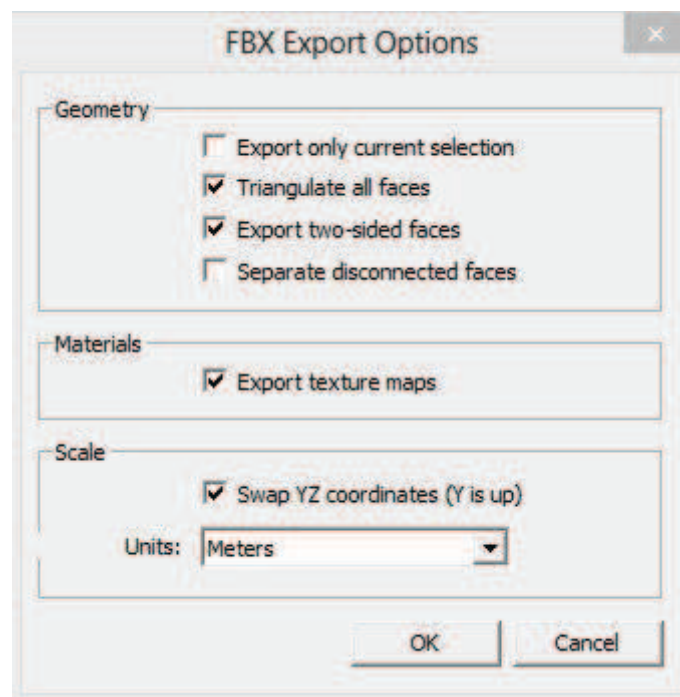 FBX Export Options
Geometry
Export only current selection
Triangulate all faces
Export two-sided faces
Separate disconnected faces
Materials
Export texture maps
Scale
Swap YZ coordinates (Y is up)
Units: Meters
OK Cancel